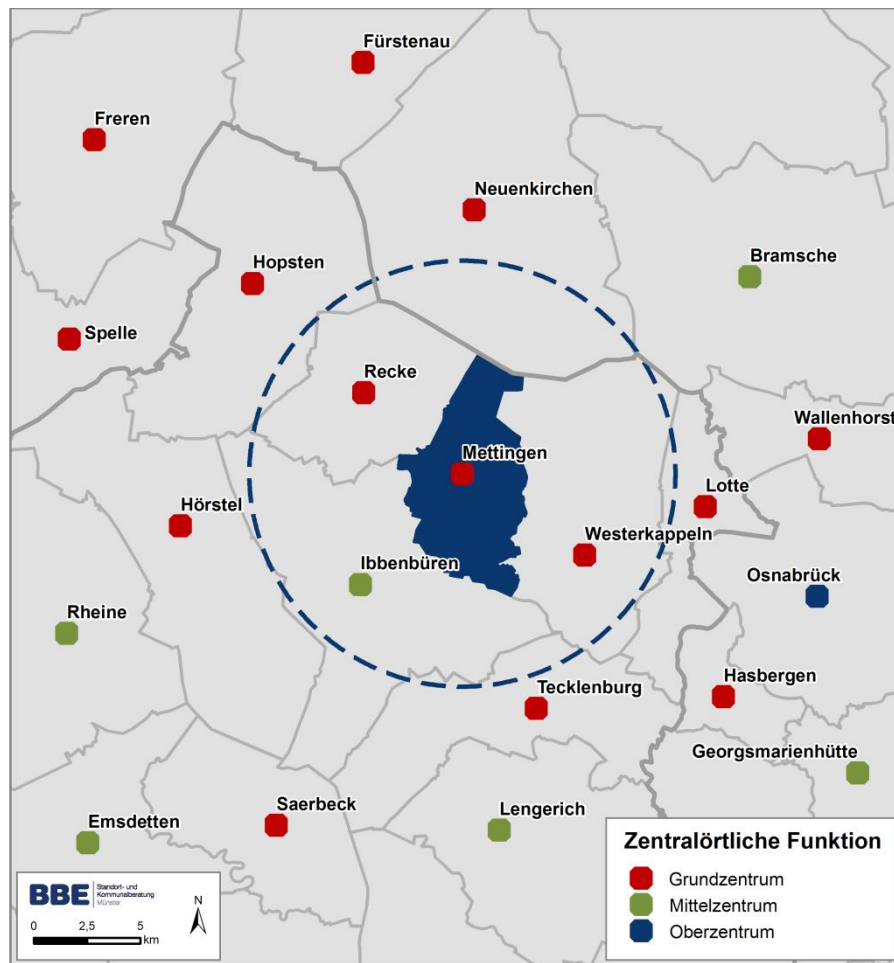 Fürstenau
Freren
Neuenkirchen
Bramsche
Hopsten
Spelle
Recke
Wallenhorst
Mettingen
Lotte
Hörstel
Westerkappeln
Ibbenbüren
Osnabrück
Rheine
Hasbergen
Tecklenburg
Georgsmarienhütte
Saerbeck
Lengerich
Emsdetten
Zentralörtliche Funktion
Grundzentrum
Mittelzentrum
Oberzentrum
BBE
Standort- und
Kommunalberatung
Münster
N
0 2,5 5
km